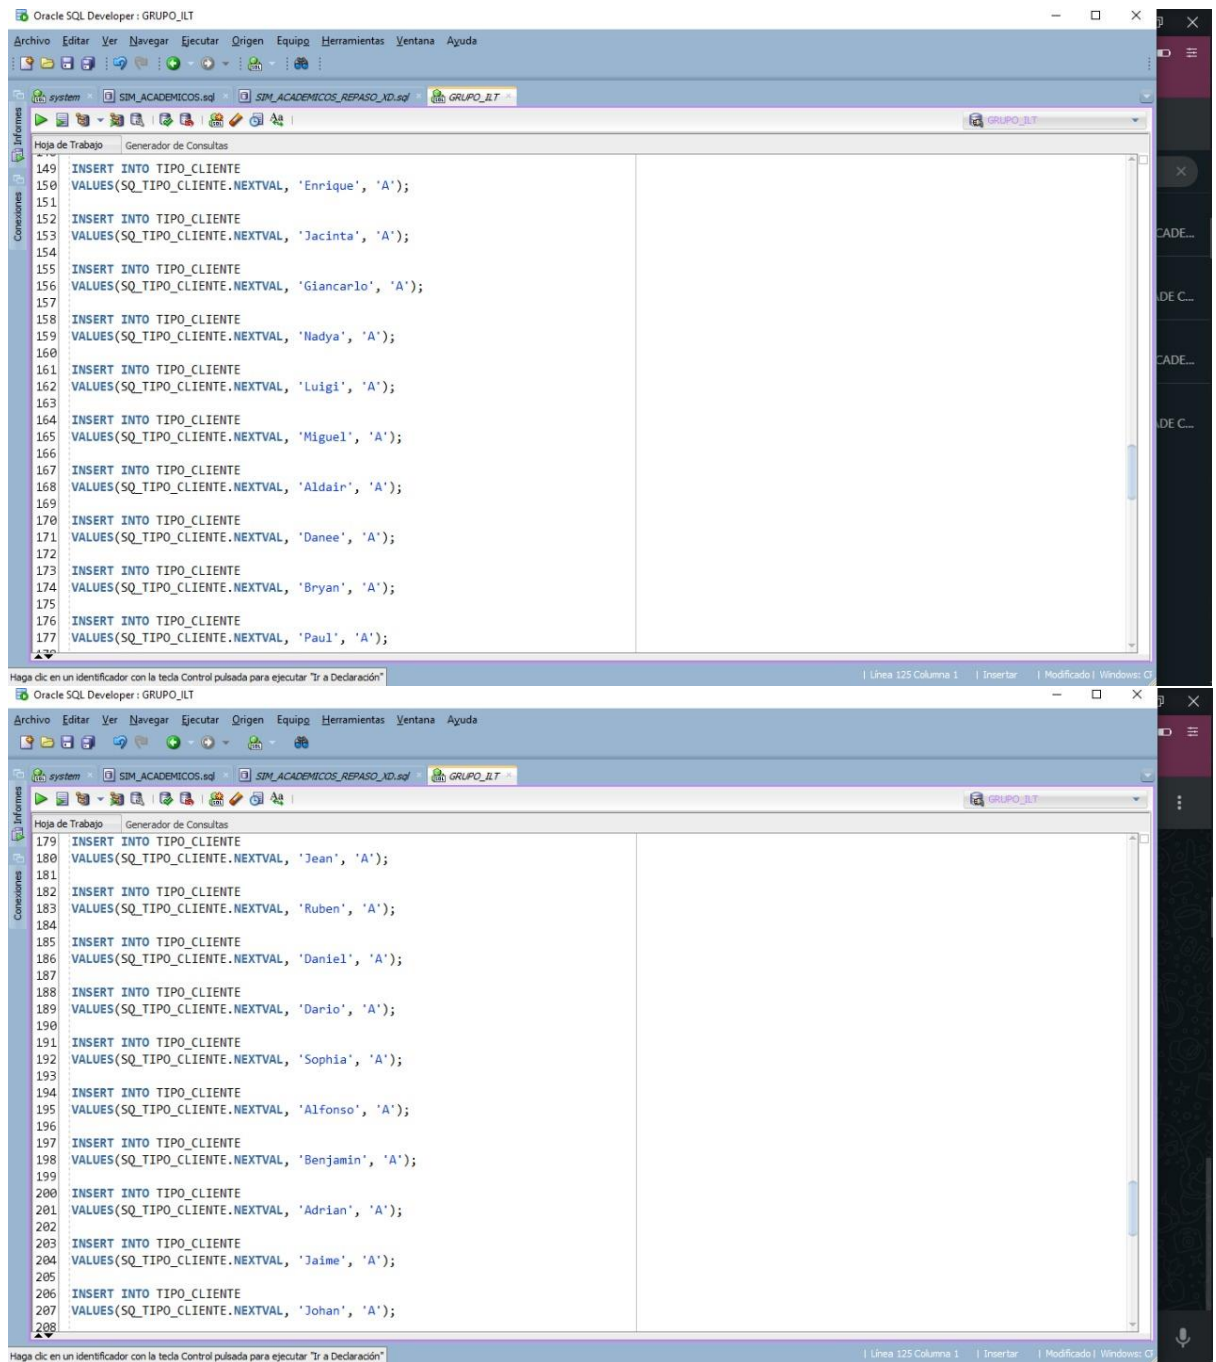 Oracle SQL Developer : GRUPO_ILT
Archivo Editar Ver Navegar Ejecutar Origen Equipo Herramientas Ventana Ayuda
system SIM_ACADEMICOS.sql SIM_ACADEMICOS_REPASO_XD.sql GRUPO_ILT
GRUPO_ILT
Informes
Conexiones
Hoja de Trabajo Generador de Consultas
149 INSERT INTO TIPO_CLIENTE
150 VALUES(SQ_TIPO_CLIENTE.NEXTVAL, 'Enrique', 'A');
151
152 INSERT INTO TIPO_CLIENTE
153 VALUES(SQ_TIPO_CLIENTE.NEXTVAL, 'Jacinta', 'A');
154
155 INSERT INTO TIPO_CLIENTE
156 VALUES(SQ_TIPO_CLIENTE.NEXTVAL, 'Giancarlo', 'A');
157
158 INSERT INTO TIPO_CLIENTE
159 VALUES(SQ_TIPO_CLIENTE.NEXTVAL, 'Nadya', 'A');
160
161 INSERT INTO TIPO_CLIENTE
162 VALUES(SQ_TIPO_CLIENTE.NEXTVAL, 'Luigi', 'A');
163
164 INSERT INTO TIPO_CLIENTE
165 VALUES(SQ_TIPO_CLIENTE.NEXTVAL, 'Miguel', 'A');
166
167 INSERT INTO TIPO_CLIENTE
168 VALUES(SQ_TIPO_CLIENTE.NEXTVAL, 'Aldair', 'A');
169
170 INSERT INTO TIPO_CLIENTE
171 VALUES(SQ_TIPO_CLIENTE.NEXTVAL, 'Danee', 'A');
172
173 INSERT INTO TIPO_CLIENTE
174 VALUES(SQ_TIPO_CLIENTE.NEXTVAL, 'Bryan', 'A');
175
176 INSERT INTO TIPO_CLIENTE
177 VALUES(SQ_TIPO_CLIENTE.NEXTVAL, 'Paul', 'A');
CADE...
ADE C...
CADE...
ADE C...
Haga clic en un identificador con la tecla Control pulsada para ejecutar "Ir a Declaración" | Línea 125 Columna 1 | Insertar | Modificado | Windows: C
Oracle SQL Developer : GRUPO_ILT
Archivo Editar Ver Navegar Ejecutar Origen Equipo Herramientas Ventana Ayuda
system SIM_ACADEMICOS.sql SIM_ACADEMICOS_REPASO_XD.sql GRUPO_ILT
GRUPO_ILT
Informes
Conexiones
Hoja de Trabajo Generador de Consultas
179 INSERT INTO TIPO_CLIENTE
180 VALUES(SQ_TIPO_CLIENTE.NEXTVAL, 'Jean', 'A');
181
182 INSERT INTO TIPO_CLIENTE
183 VALUES(SQ_TIPO_CLIENTE.NEXTVAL, 'Ruben', 'A');
184
185 INSERT INTO TIPO_CLIENTE
186 VALUES(SQ_TIPO_CLIENTE.NEXTVAL, 'Daniel', 'A');
187
188 INSERT INTO TIPO_CLIENTE
189 VALUES(SQ_TIPO_CLIENTE.NEXTVAL, 'Dario', 'A');
190
191 INSERT INTO TIPO_CLIENTE
192 VALUES(SQ_TIPO_CLIENTE.NEXTVAL, 'Sophia', 'A');
193
194 INSERT INTO TIPO_CLIENTE
195 VALUES(SQ_TIPO_CLIENTE.NEXTVAL, 'Alfonso', 'A');
196
197 INSERT INTO TIPO_CLIENTE
198 VALUES(SQ_TIPO_CLIENTE.NEXTVAL, 'Benjamin', 'A');
199
200 INSERT INTO TIPO_CLIENTE
201 VALUES(SQ_TIPO_CLIENTE.NEXTVAL, 'Adrian', 'A');
202
203 INSERT INTO TIPO_CLIENTE
204 VALUES(SQ_TIPO_CLIENTE.NEXTVAL, 'Jaime', 'A');
205
206 INSERT INTO TIPO_CLIENTE
207 VALUES(SQ_TIPO_CLIENTE.NEXTVAL, 'Johan', 'A');
208
Haga clic en un identificador con la tecla Control pulsada para ejecutar "Ir a Declaración" | Línea 125 Columna 1 | Insertar | Modificado | Windows: C